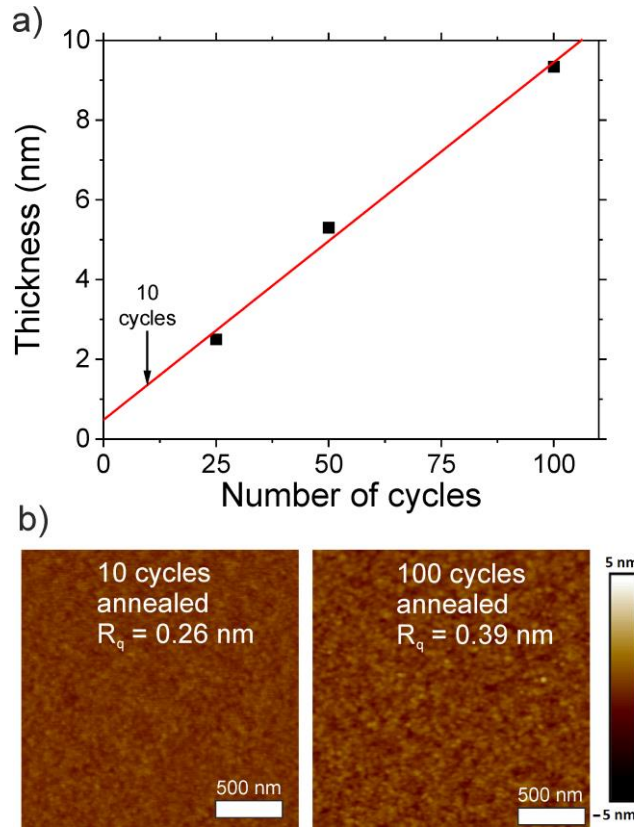 a)
10
8
6
4
2
0
Thickness (nm)
10
cycles
0 25 50 75 100
Number of cycles
b)
10 cycles
annealed
Rq = 0.26 nm
500 nm
100 cycles
annealed
Rq = 0.39 nm
500 nm
5 nm
–5 nm